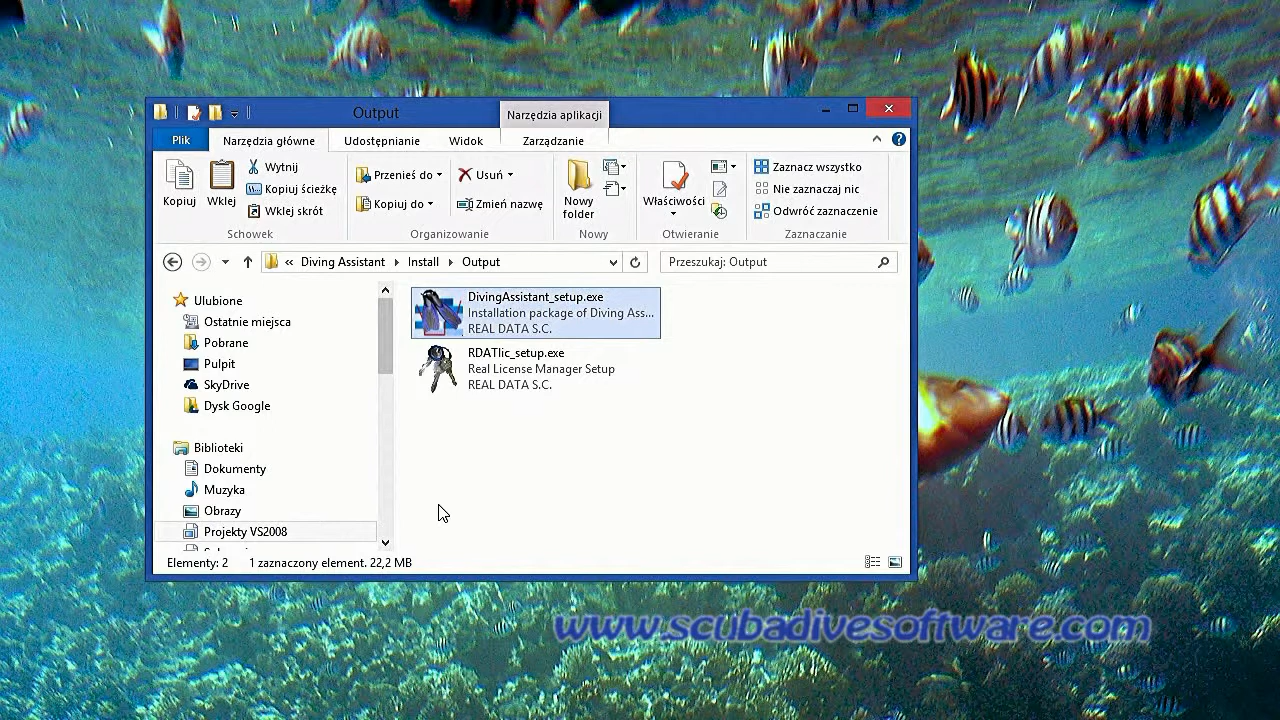 Output
Narzędzia aplikacji
Plik
Narzędzia główne
Udostępnianie
Widok
Zarządzanie
Kopiuj
Wklej
Wytnij
Kopiuj ścieżkę
Wklej skrót
Schowek
Przenieś do
Kopiuj do
Usuń
Zmień nazwę
Organizowanie
Nowy
folder
Nowy
Właściwości
Otwieranie
Zaznacz wszystko
Nie zaznaczaj nic
Odwróć zaznaczenie
Zaznaczanie
« Diving Assistant Install Output
Przeszukaj: Output
Ulubione
Ostatnie miejsca
Pobrane
Pulpit
SkyDrive
Dysk Google
Biblioteki
Dokumenty
Muzyka
Obrazy
Projekty VS2008
DivingAssistant_setup.exe
Installation package of Diving Ass...
REAL DATA S.C.
RDATlic_setup.exe
Real License Manager Setup
REAL DATA S.C.
Elementy: 2 1 zaznaczony element. 22,2 MB
www.scubadivesoftware.com